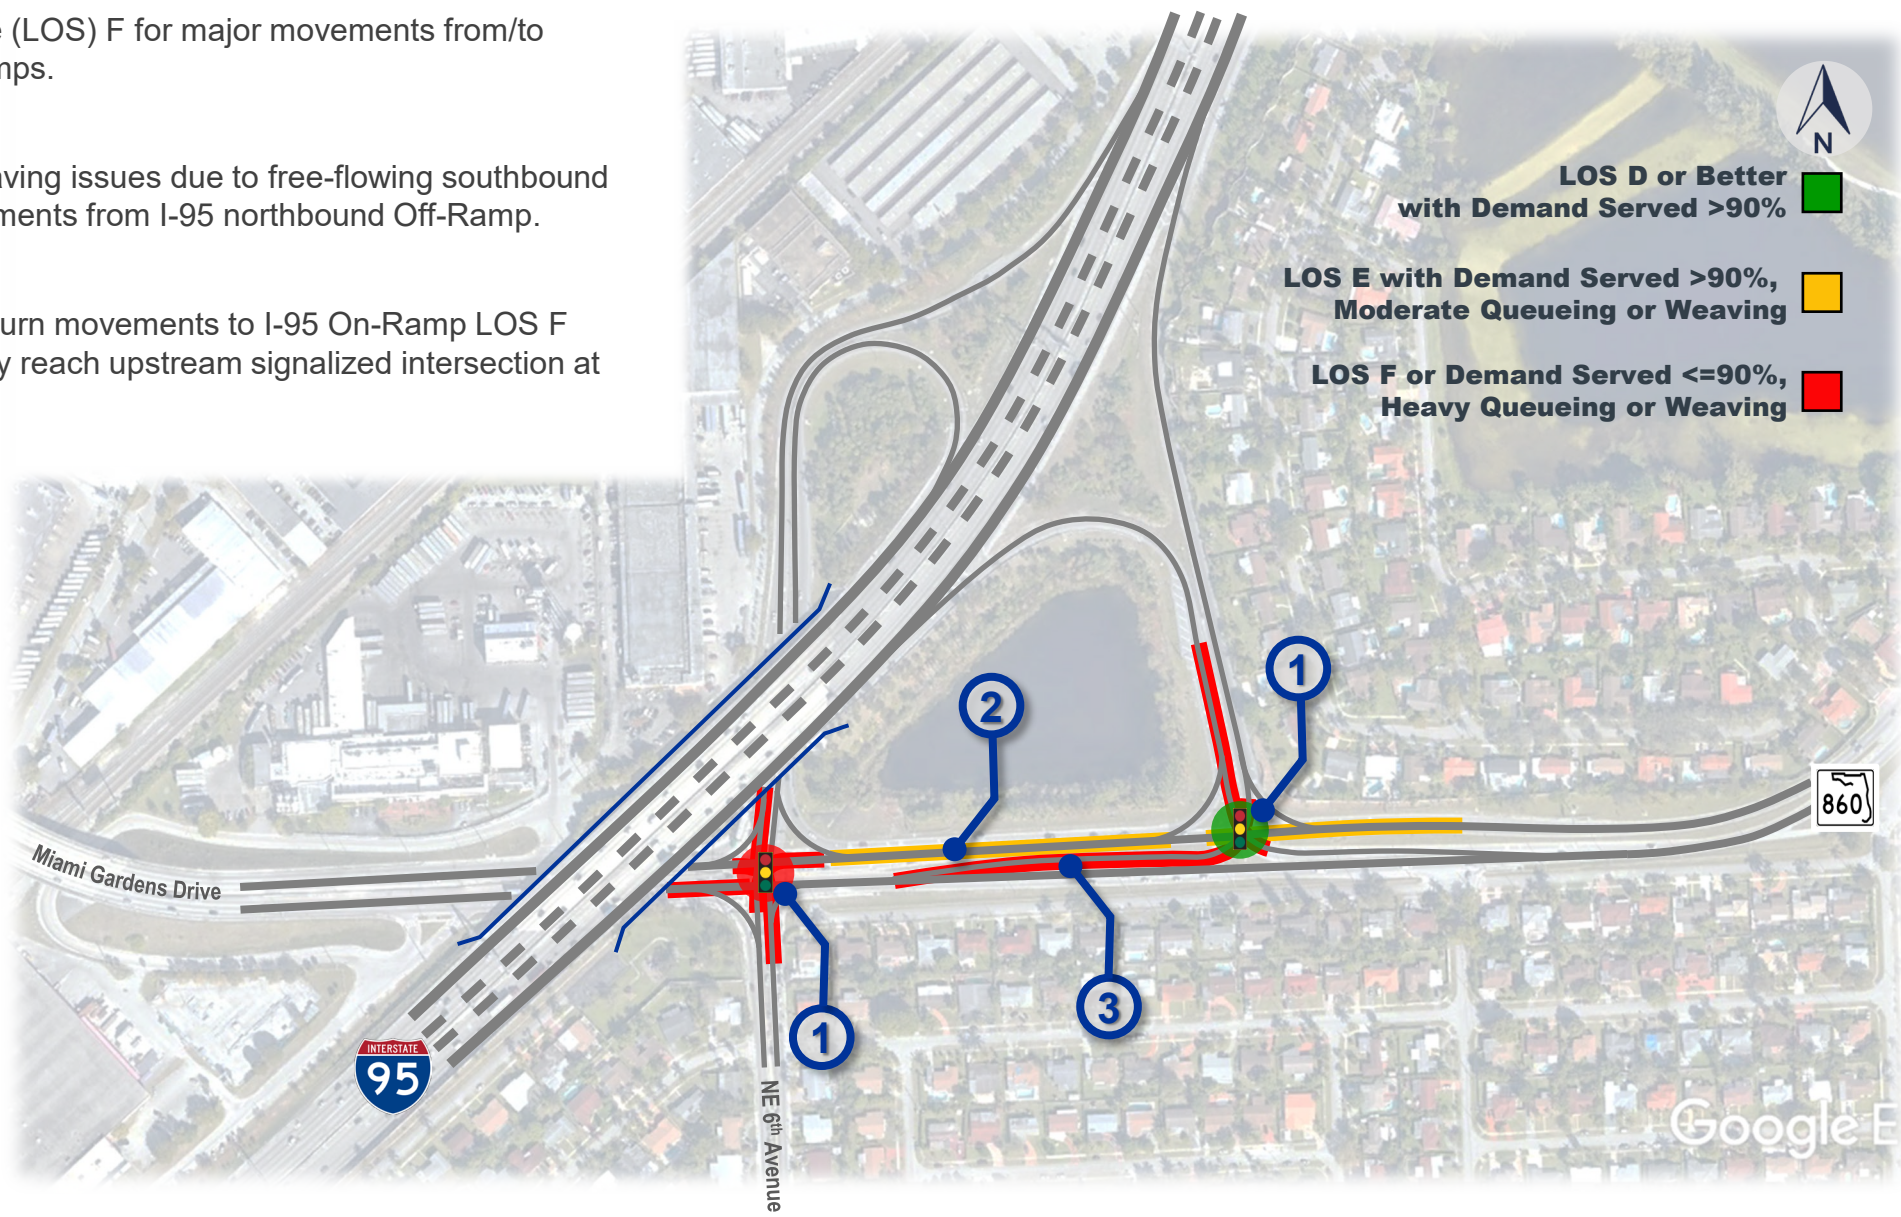 (LOS) F for major movements from/to
ving issues due to free-flowing southbound
ments from I-95 northbound Off-Ramp.
urn movements to I-95 On-Ramp LOS F
y reach upstream signalized intersection at
N
LOS D or Better
with Demand Served >90%
LOS E with Demand Served >90%,
Moderate Queueing or Weaving
LOS F or Demand Served <=90%,
Heavy Queueing or Weaving
1
2
860
Miami Gardens Drive
3
1
INTERSTATE
95
NE 6th Avenue
Google E